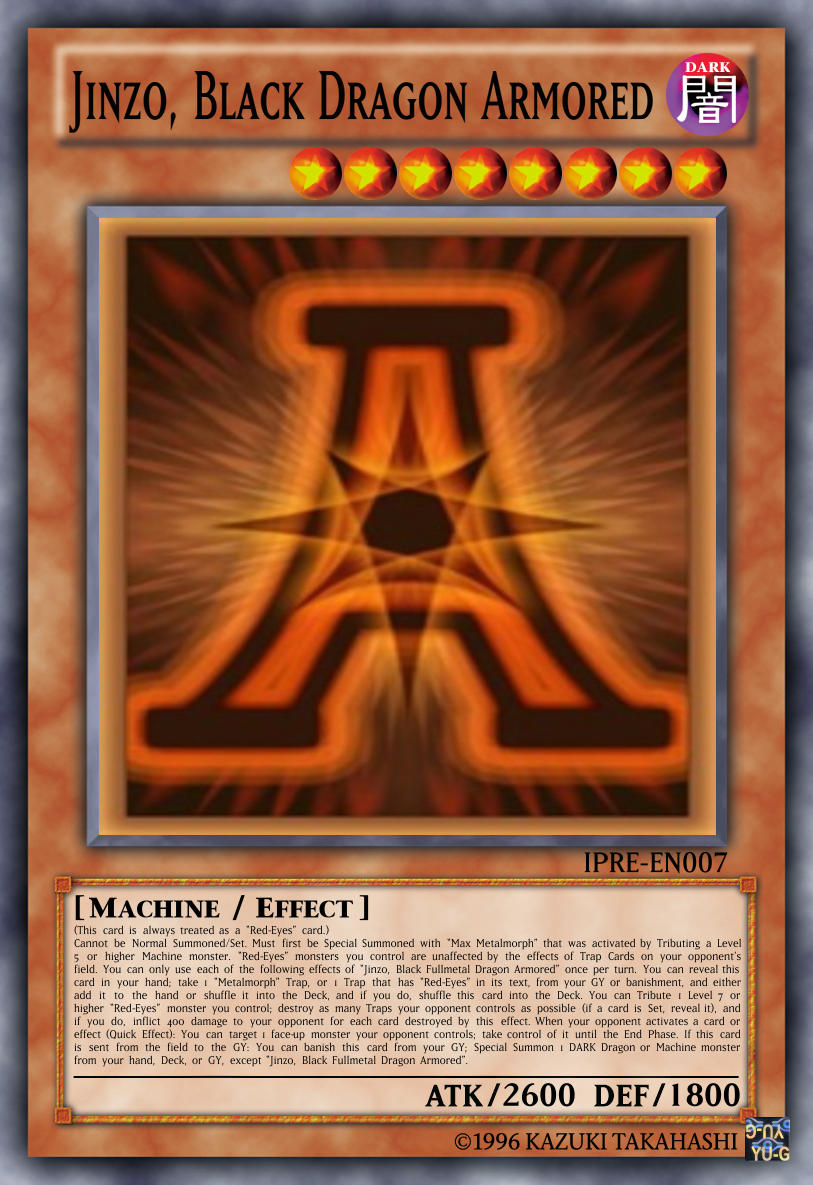 Jinzo, Black Dragon Armored
DARK
闇
IPRE-EN007
[ Machine / Effect ]
(This card is always treated as a "Red-Eyes" card.)
Cannot be Normal Summoned/Set. Must first be Special Summoned with "Max Metalmorph" that was activated by Tributing a Level
5 or higher Machine monster. "Red-Eyes" monsters you control are unaffected by the effects of Trap Cards on your opponent's
field. You can only use each of the following effects of "Jinzo, Black Fullmetal Dragon Armored" once per turn. You can reveal this
card in your hand; take 1 "Metalmorph" Trap, or 1 Trap that has "Red-Eyes" in its text, from your GY or banishment, and either
add it to the hand or shuffle it into the Deck, and if you do, shuffle this card into the Deck. You can Tribute 1 Level 7 or
higher "Red-Eyes" monster you control; destroy as many Traps your opponent controls as possible (if a card is Set, reveal it), and
if you do, inflict 400 damage to your opponent for each card destroyed by this effect. When your opponent activates a card or
effect (Quick Effect): You can target 1 face-up monster your opponent controls; take control of it until the End Phase. If this card
is sent from the field to the GY: You can banish this card from your GY; Special Summon 1 DARK Dragon or Machine monster
from your hand, Deck, or GY, except "Jinzo, Black Fullmetal Dragon Armored".
ATK/2600 DEF/1800
©1996 KAZUKI TAKAHASHI
YU-G
YU-G